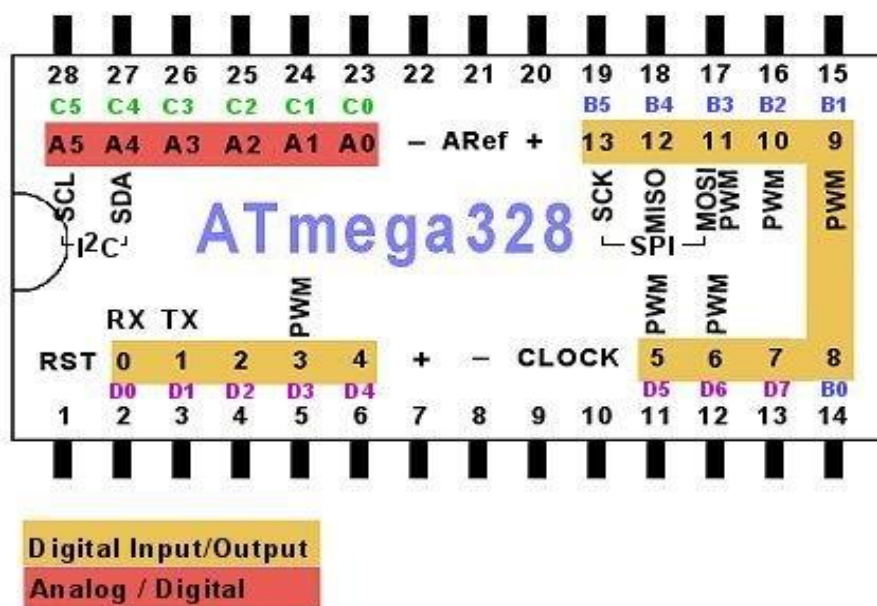 28 27 26 25 24 23 22 21 20 19 18 17 16 15
C5 C4 C3 C2 C1 C0 B5 B4 B3 B2 B1
A5 A4 A3 A2 A1 A0 – ARef + 13 12 11 10 9
SCL SDA SCK MISO MOSI PWM PWM PWM
ATmega328
I²C SPI
PWM PWM PWM
RX TX
RST 0 1 2 3 4 + – CLOCK 5 6 7 8
D0 D1 D2 D3 D4 D5 D6 D7 B0
1 2 3 4 5 6 7 8 9 10 11 12 13 14
Digital Input/Output
Analog / Digital